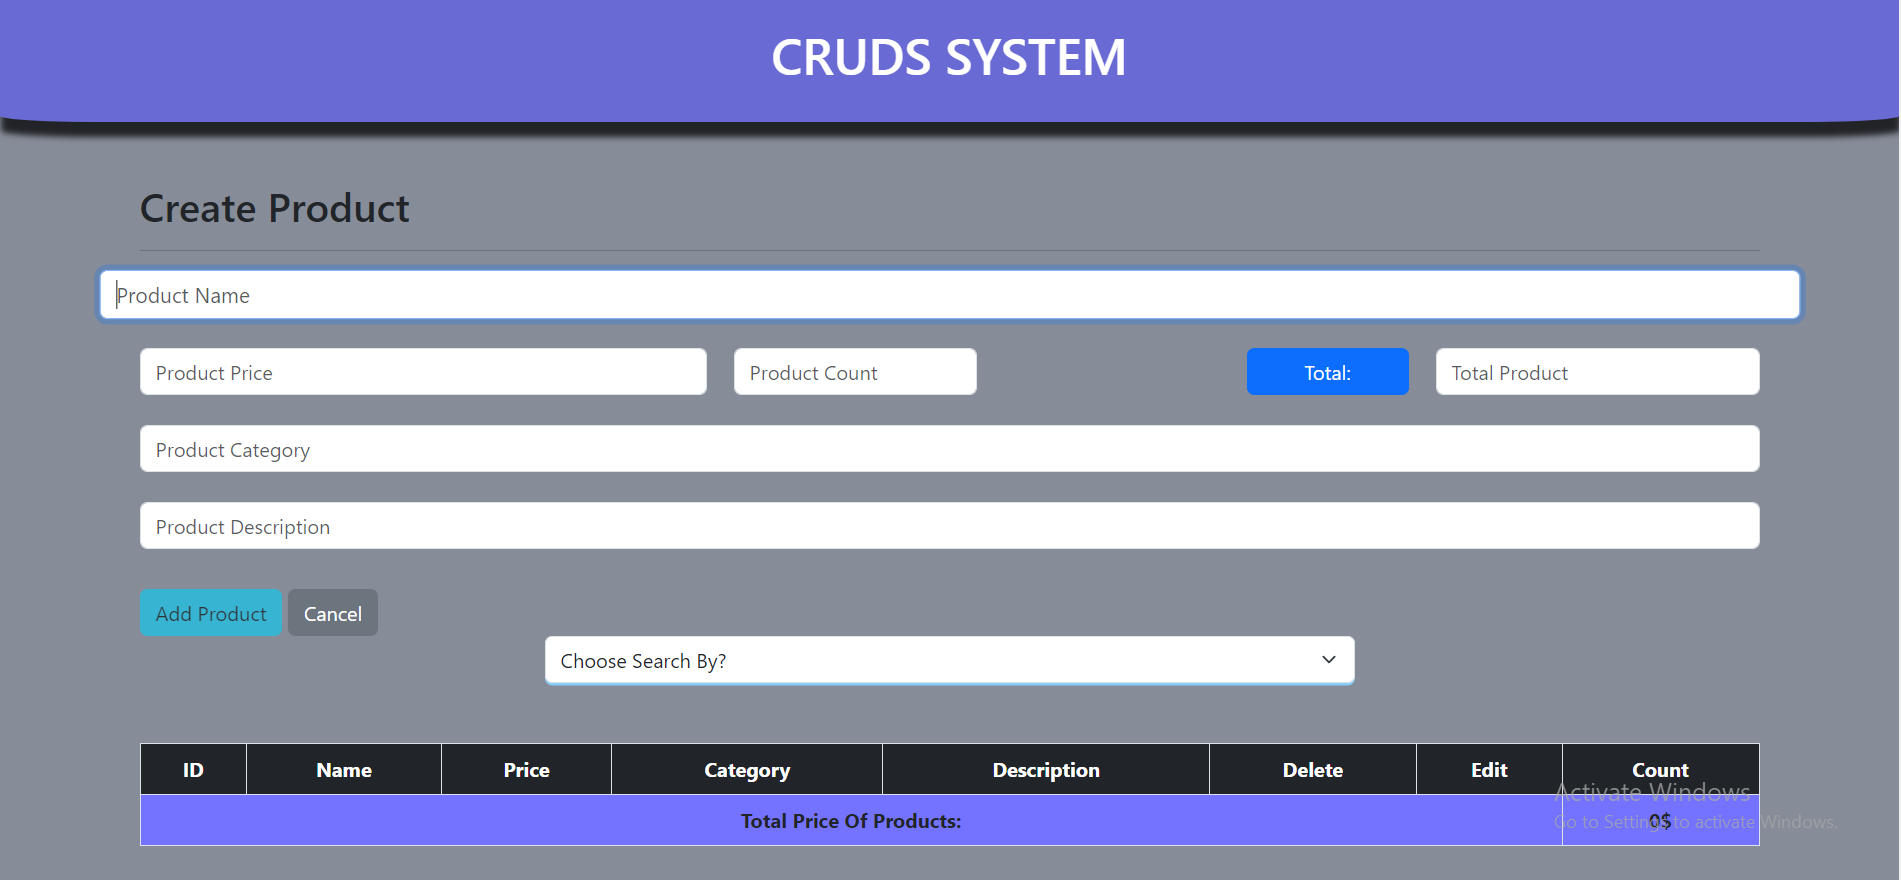 CRUDS SYSTEM
Create Product
Product Name
Product Price
Product Count
Total:
Total Product
Product Category
Product Description
Add Product
Cancel
Choose Search By?
ID Name Price Category Description Delete Edit Count
Total Price Of Products: 0$
Activate Windows
Go to Settings to activate Windows.